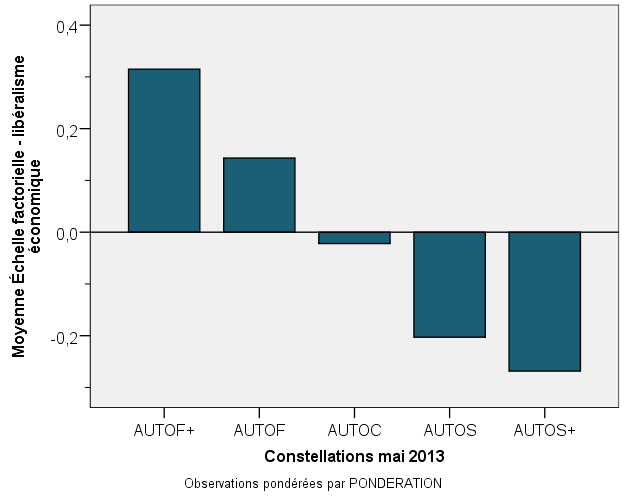 Moyenne Échelle factorielle - libéralisme
économique
0,4
0,2
0,0
-0,2
AUTOF+ AUTOF AUTOC AUTOS AUTOS+
Constellations mai 2013
Observations pondérées par PONDERATION